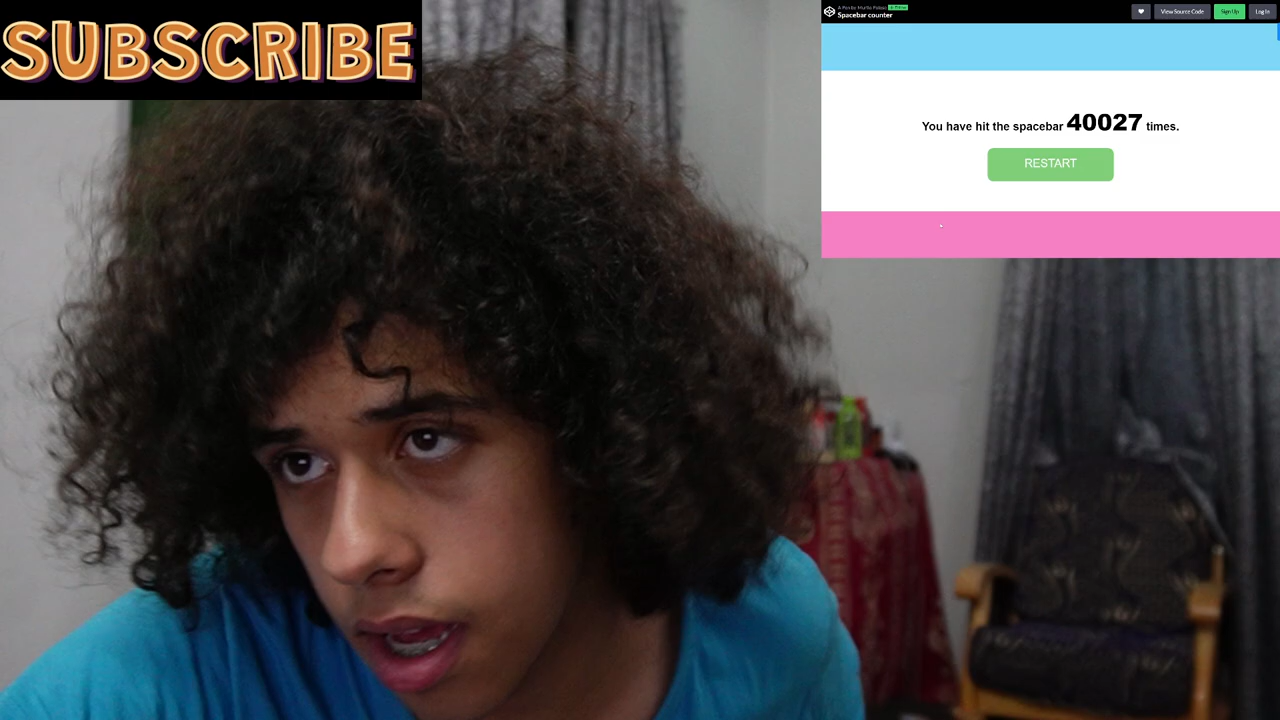 SUBSCRIBE
Spacebar counter
View Source Code
Sign Up
Log In
You have hit the spacebar 40027 times.
RESTART